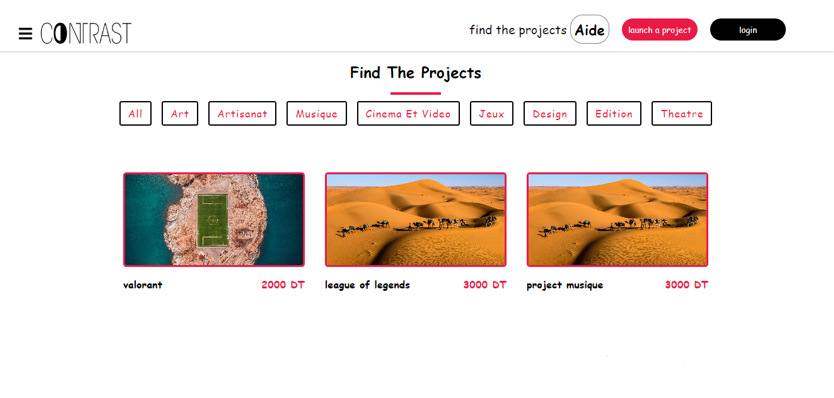 CONTRAST
find the projects Aide launch a project login
Find The Projects
All Art Artisanat Musique Cinema Et Video Jeux Design Edition Theatre
valorant 2000 DT league of legends 3000 DT project musique 3000 DT